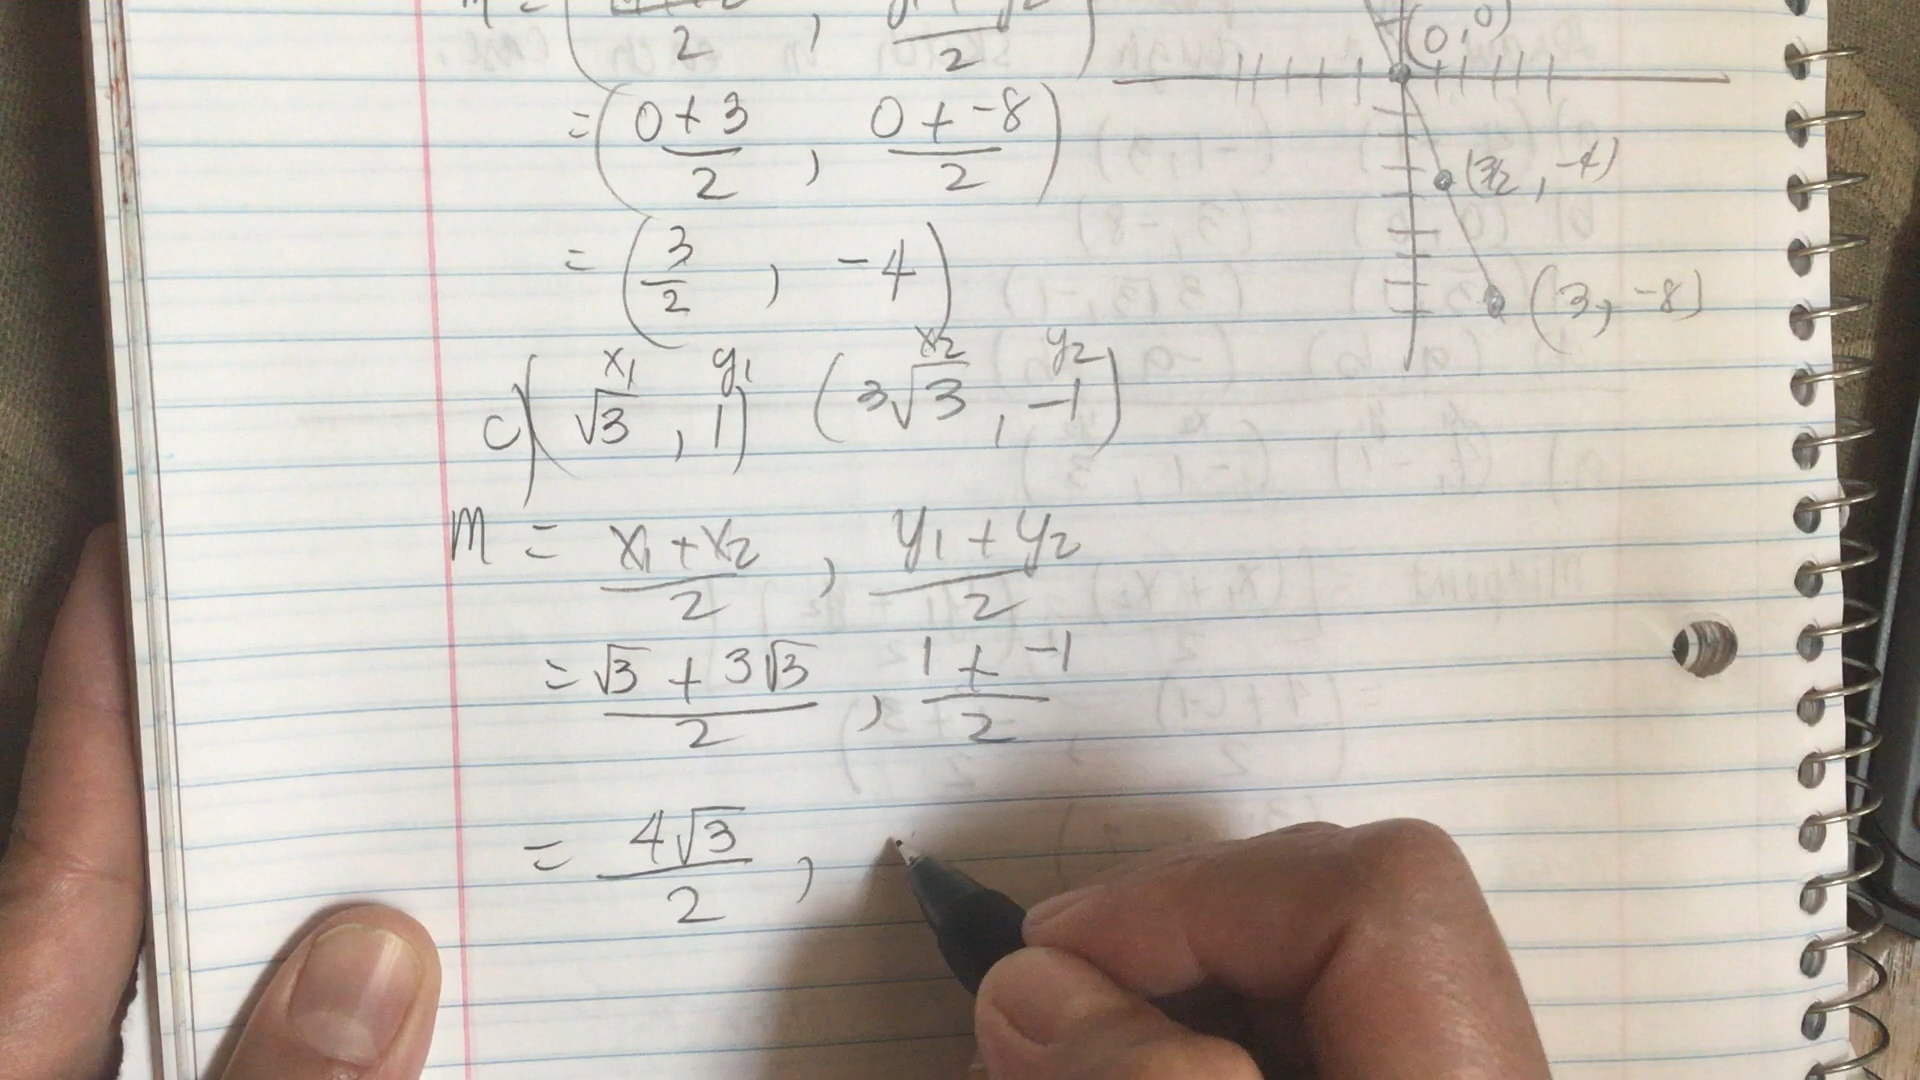 2 , 2
= ( 0 + 3 / 2 , 0 + -8 / 2 )
= ( 3 / 2 , -4 )
x1 y1 x2 y2
c) ( √3 , 1 ) ( 3√3 , -1 )
M = x1 + x2 / 2 , y1 + y2 / 2
= √3 + 3√3 / 2 , 1 + -1 / 2
= 4√3 / 2 ,
(0, 0)
(3/2, -4)
(3, -8)